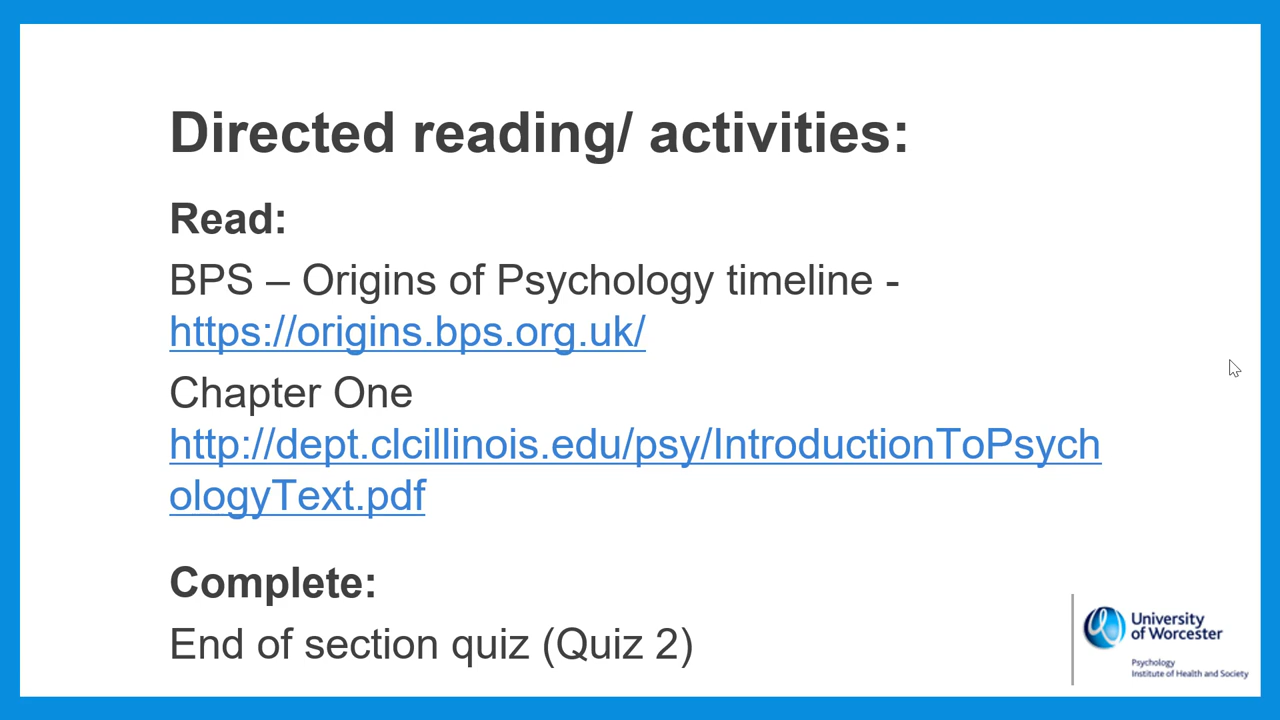 Directed reading/ activities:
Read:
BPS – Origins of Psychology timeline -
https://origins.bps.org.uk/
Chapter One
http://dept.clcillinois.edu/psy/IntroductionToPsych
ologyText.pdf
Complete:
End of section quiz (Quiz 2)
University
of Worcester
Psychology
Institute of Health and Society